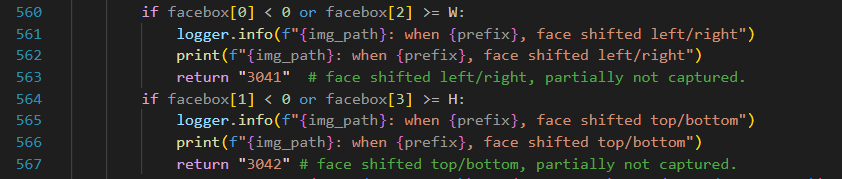 560 if facebox[0] < 0 or facebox[2] >= W:
561 logger.info(f"{img_path}: when {prefix}, face shifted left/right")
562 print(f"{img_path}: when {prefix}, face shifted left/right")
563 return "3041"  # face shifted left/right, partially not captured.
564 if facebox[1] < 0 or facebox[3] >= H:
565 logger.info(f"{img_path}: when {prefix}, face shifted top/bottom")
566 print(f"{img_path}: when {prefix}, face shifted top/bottom")
567 return "3042" # face shifted top/bottom, partially not captured.